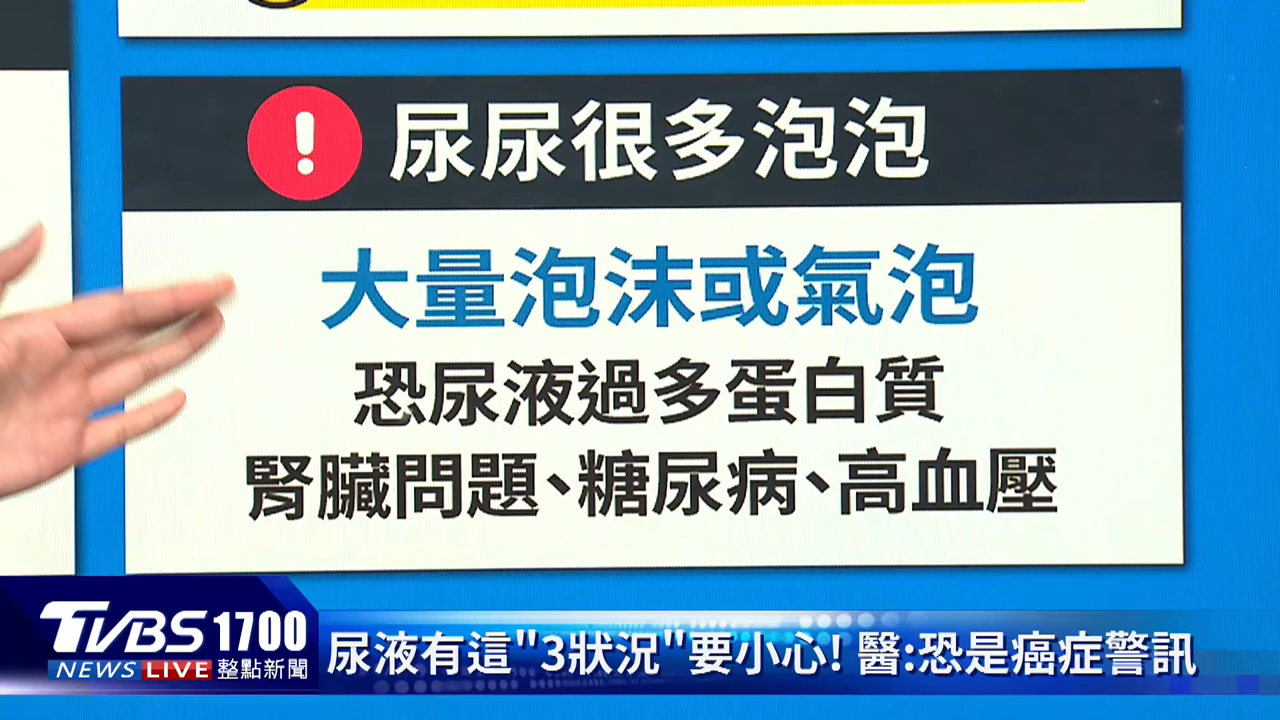 尿尿很多泡泡
大量泡沫或氣泡
恐尿液過多蛋白質
腎臟問題、糖尿病、高血壓
TVBS 1700
NEWS LIVE 整點新聞
尿液有這"3狀況"要小心! 醫:恐是癌症警訊